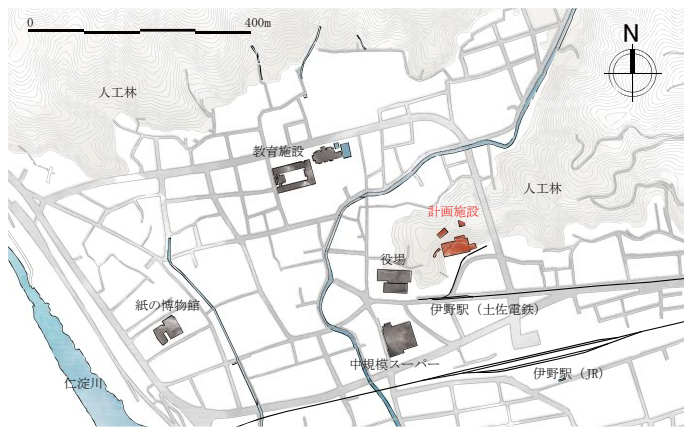 0 400m
N
人工林
教育施設
人工林
計画施設
役場
紙の博物館
伊野駅（土佐電鉄）
中規模スーパー
伊野駅（JR）
仁淀川